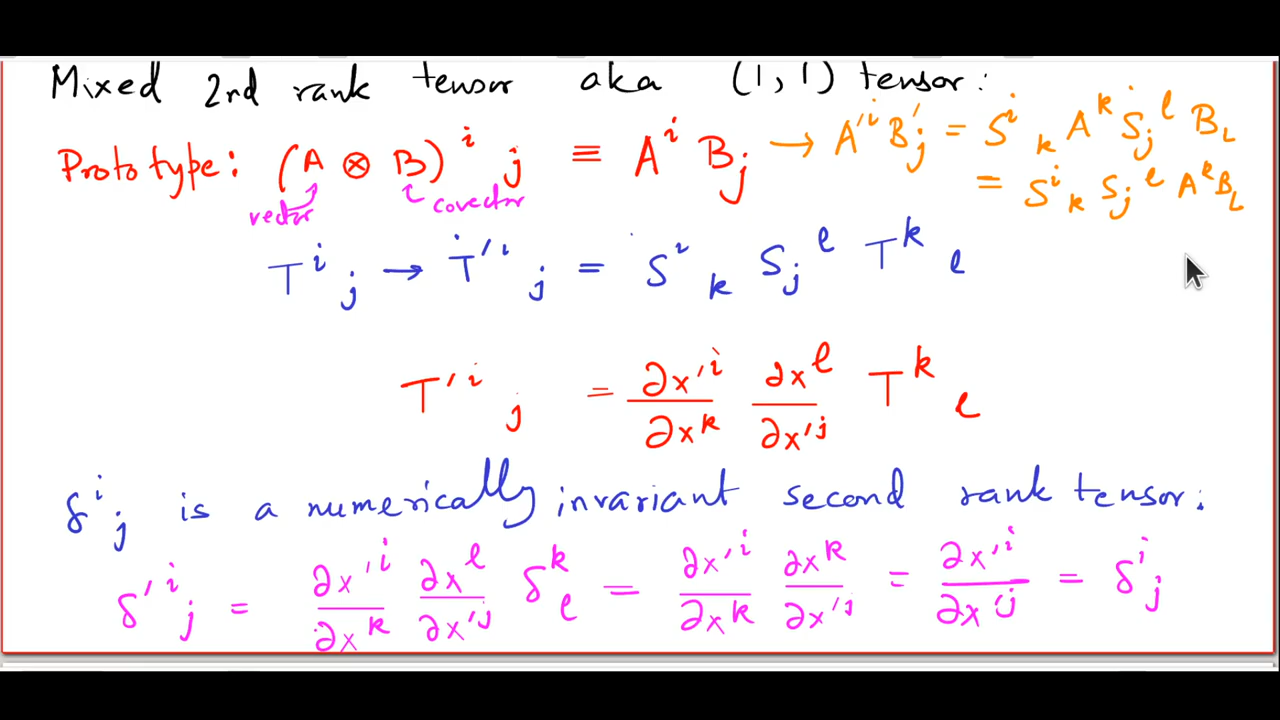 Mixed 2nd rank tensor aka (1,1) tensor:
Prototype: (A ⊗ B)^i_j ≡ A^i B_j → A'^i B'_j = S^i_k A^k S_j^l B_l
vector covector = S^i_k S_j^l A^k B_l
T^i_j → T'^i_j = S^i_k S_j^l T^k_l
T'^i_j = ∂x'^i/∂x^k ∂x^l/∂x'^j T^k_l
δ^i_j is a numerically invariant second rank tensor.
δ'^i_j = ∂x'^i/∂x^k ∂x^l/∂x'^j δ^k_l = ∂x'^i/∂x^k ∂x^k/∂x'^j = ∂x'^i/∂x'^j = δ^i_j